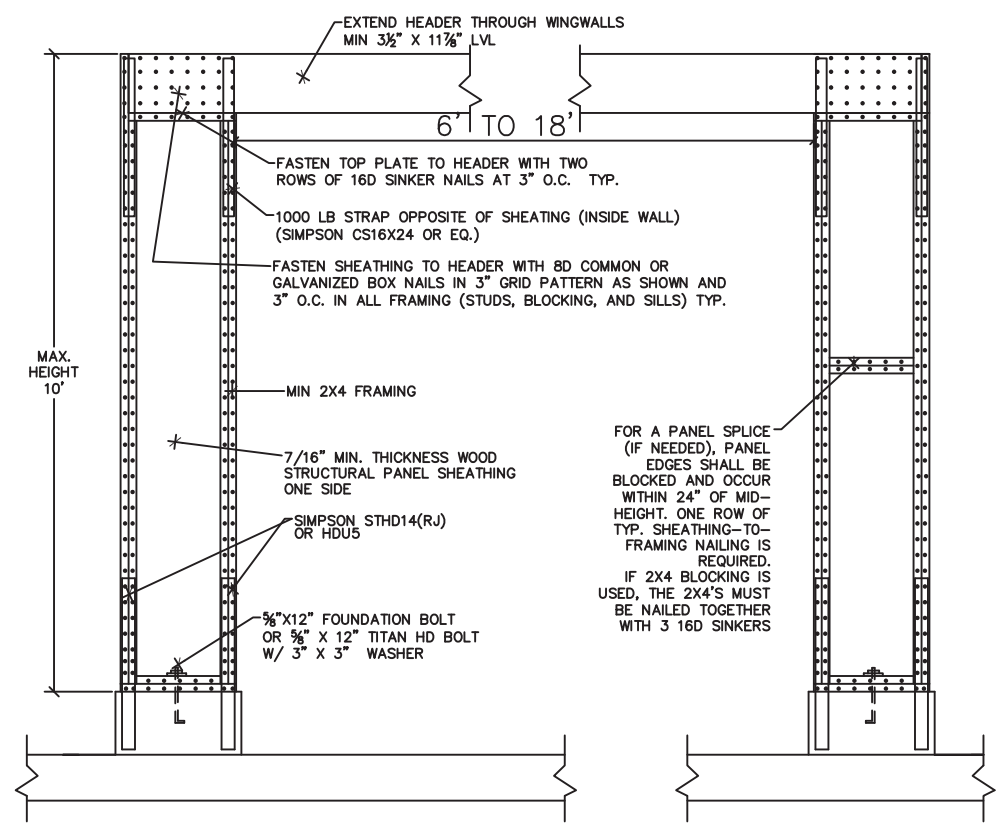 EXTEND HEADER THROUGH WINGWALLS
MIN 3½" X 11⅞" LVL
6' TO 18'
FASTEN TOP PLATE TO HEADER WITH TWO
ROWS OF 16D SINKER NAILS AT 3" O.C. TYP.
1000 LB STRAP OPPOSITE OF SHEATING (INSIDE WALL)
(SIMPSON CS16X24 OR EQ.)
FASTEN SHEATHING TO HEADER WITH 8D COMMON OR
GALVANIZED BOX NAILS IN 3" GRID PATTERN AS SHOWN AND
3" O.C. IN ALL FRAMING (STUDS, BLOCKING, AND SILLS) TYP.
MAX.
HEIGHT
10'
MIN 2X4 FRAMING
7/16" MIN. THICKNESS WOOD
STRUCTURAL PANEL SHEATHING
ONE SIDE
SIMPSON STHD14(RJ)
OR HDU5
⅝"X12" FOUNDATION BOLT
OR ⅝" X 12" TITAN HD BOLT
W/ 3" X 3" WASHER
FOR A PANEL SPLICE
(IF NEEDED), PANEL
EDGES SHALL BE
BLOCKED AND OCCUR
WITHIN 24" OF MID-
HEIGHT. ONE ROW OF
TYP. SHEATHING-TO-
FRAMING NAILING IS
REQUIRED.
IF 2X4 BLOCKING IS
USED, THE 2X4'S MUST
BE NAILED TOGETHER
WITH 3 16D SINKERS